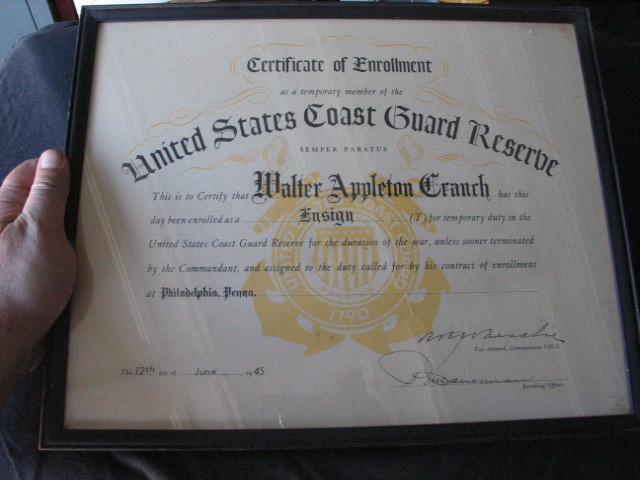 Certificate of Enrollment
as a temporary member of the
United States Coast Guard Reserve
SEMPER PARATUS
This is to Certify that Walter Appleton Cranch has this
day been enrolled as a Ensign (T) for temporary duty in the
United States Coast Guard Reserve for the duration of the war, unless sooner terminated
by the Commandant, and assigned to the duty called for by his contract of enrollment
at Philadelphia, Penna.
UNITED STATES COAST GUARD
1790
Vice Admiral, Commandant USCG
This 12th day of June 1945
Enrolling Officer